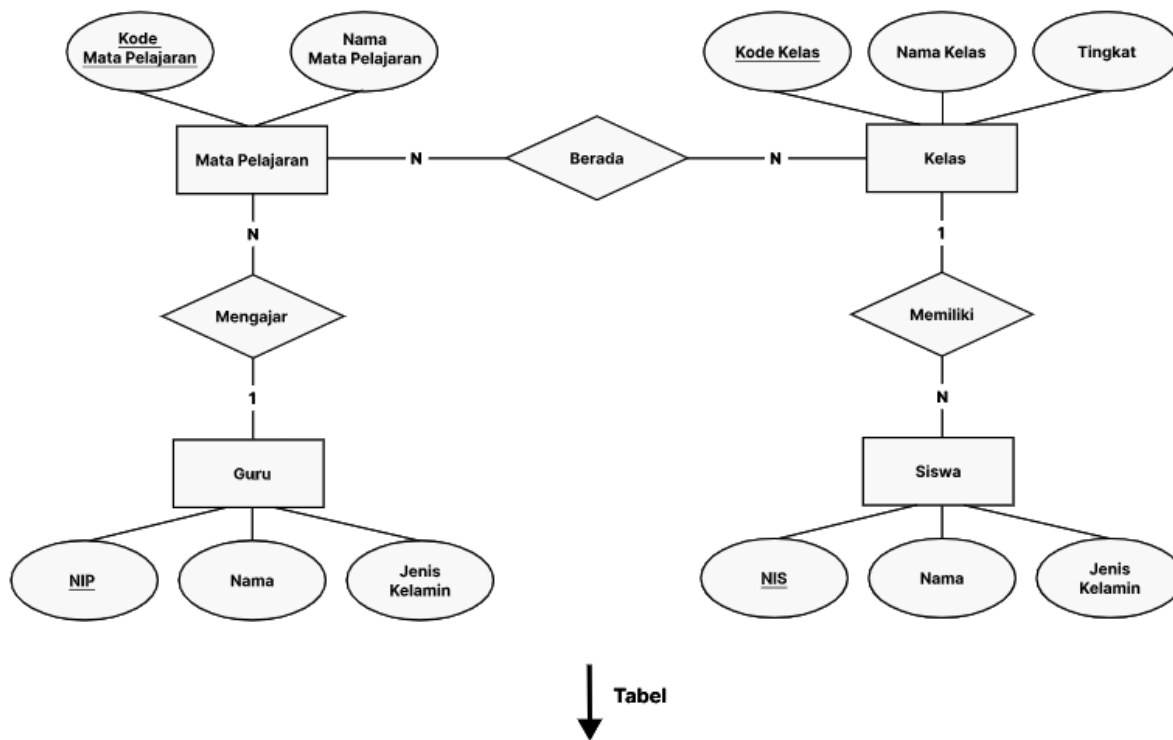 Kode
Mata Pelajaran
Nama
Mata Pelajaran
Kode Kelas
Nama Kelas
Tingkat
Mata Pelajaran
N
Berada
N
Kelas
N
1
Mengajar
Memiliki
1
N
Guru
Siswa
NIP
Nama
Jenis
Kelamin
NIS
Nama
Jenis
Kelamin
Tabel